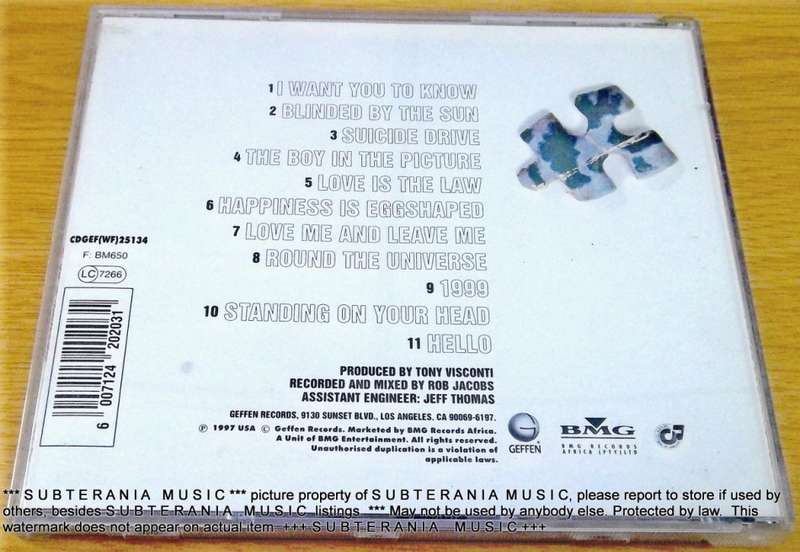 1 I WANT YOU TO KNOW
2 BLINDED BY THE SUN
3 SUICIDE DRIVE
4 THE BOY IN THE PICTURE
5 LOVE IS THE LAW
6 HAPPINESS IS EGGSHAPED
7 LOVE ME AND LEAVE ME
8 ROUND THE UNIVERSE
9 1999
10 STANDING ON YOUR HEAD
11 HELLO
CDGEF(WF)25134
F: BM650
LC 7266
6 007124 202031
PRODUCED BY TONY VISCONTI
RECORDED AND MIXED BY ROB JACOBS
ASSISTANT ENGINEER: JEFF THOMAS
GEFFEN RECORDS, 9130 SUNSET BLVD., LOS ANGELES. CA 90069-6197.
℗ 1997 USA © Geffen Records. Marketed by BMG Records Africa.
A Unit of BMG Entertainment. All rights reserved.
Unauthorised duplication is a violation of
applicable laws.
GEFFEN
BMG
BMG RECORDS
AFRICA (PTY)LTD
*** SUBTERANIA MUSIC *** picture property of SUBTERANIA MUSIC, please report to store if used by
others, besides SUBTERANIA MUSIC listings *** May not be used by anybody else. Protected by law. This
watermark does not appear on actual item +++ SUBTERANIA MUSIC +++